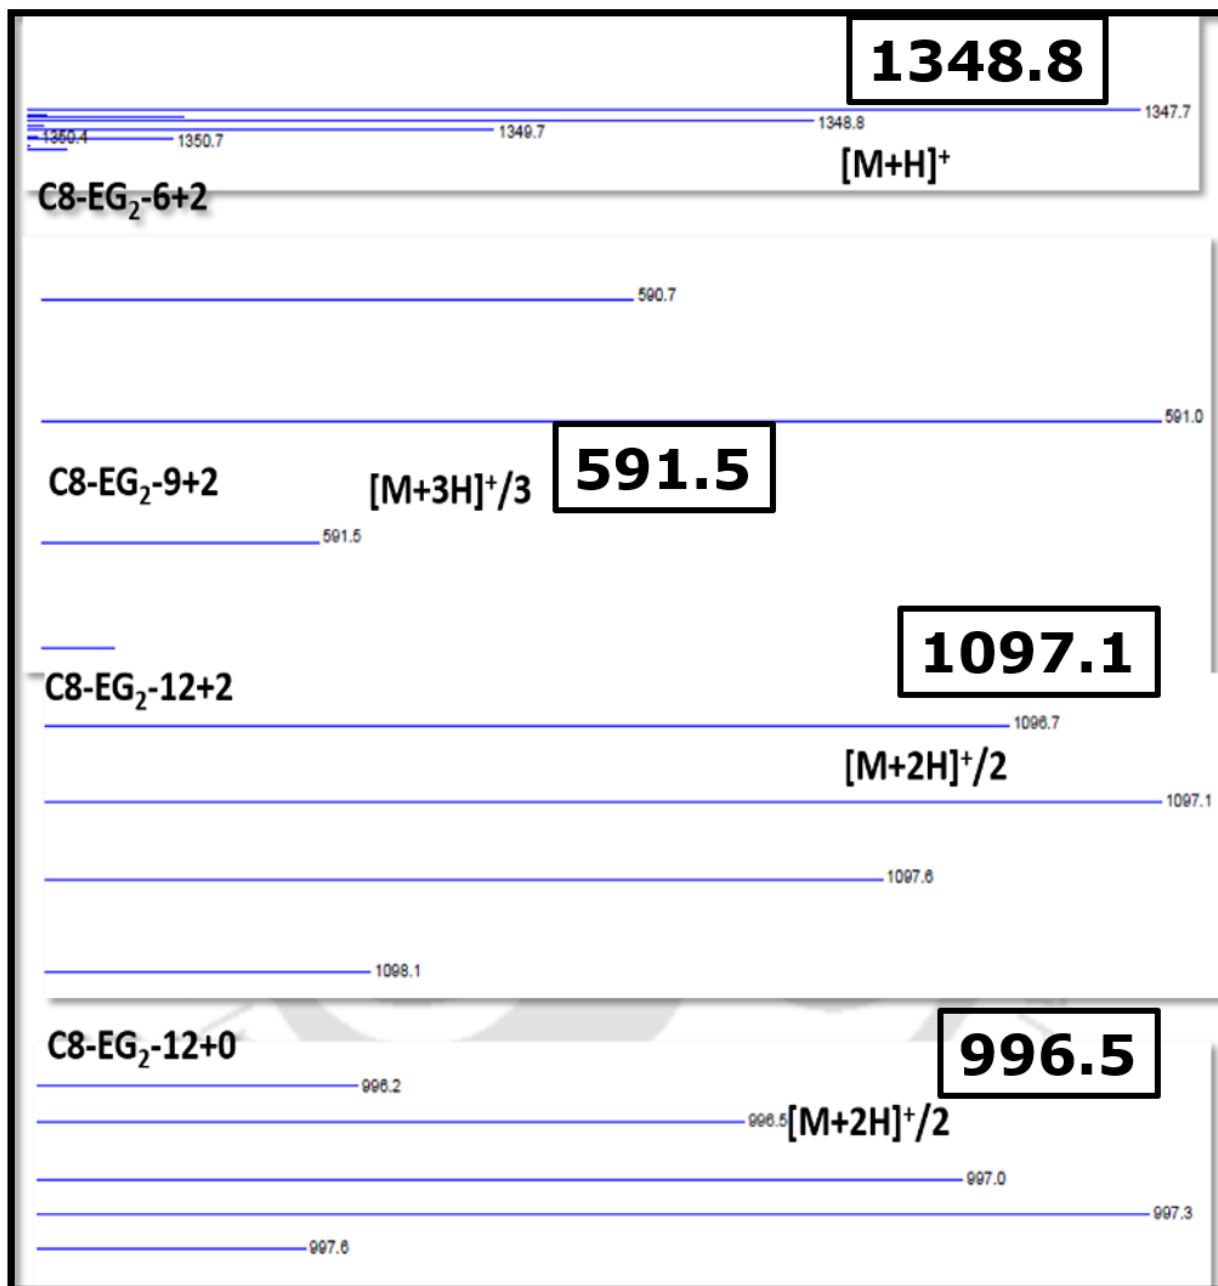 1348.8
1347.7
1348.8
1349.7
1350.4
1350.7
[M+H]⁺
C8-EG₂-6+2
590.7
591.0
591.5
C8-EG₂-9+2
[M+3H]⁺/3
591.5
1097.1
C8-EG₂-12+2
1096.7
[M+2H]⁺/2
1097.1
1097.6
1098.1
996.5
C8-EG₂-12+0
996.2
996.5
[M+2H]⁺/2
997.0
997.3
997.6